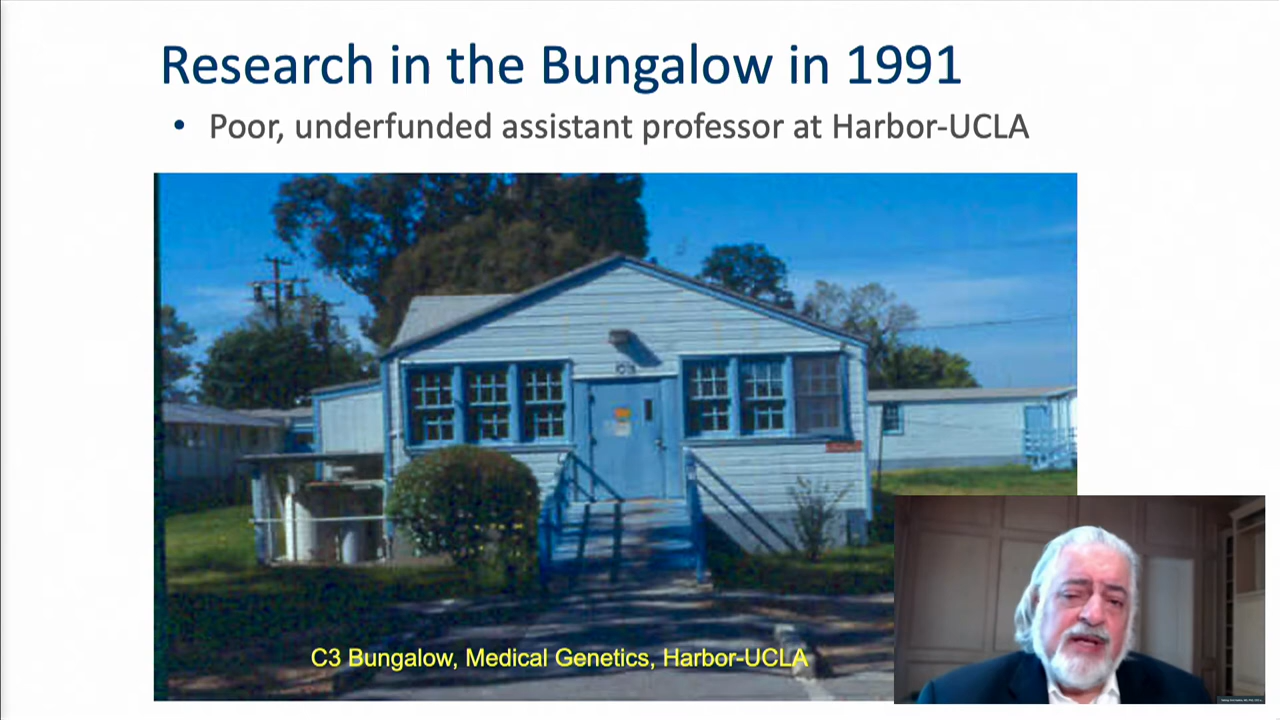 Research in the Bungalow in 1991
• Poor, underfunded assistant professor at Harbor-UCLA
C3 Bungalow, Medical Genetics, Harbor-UCLA